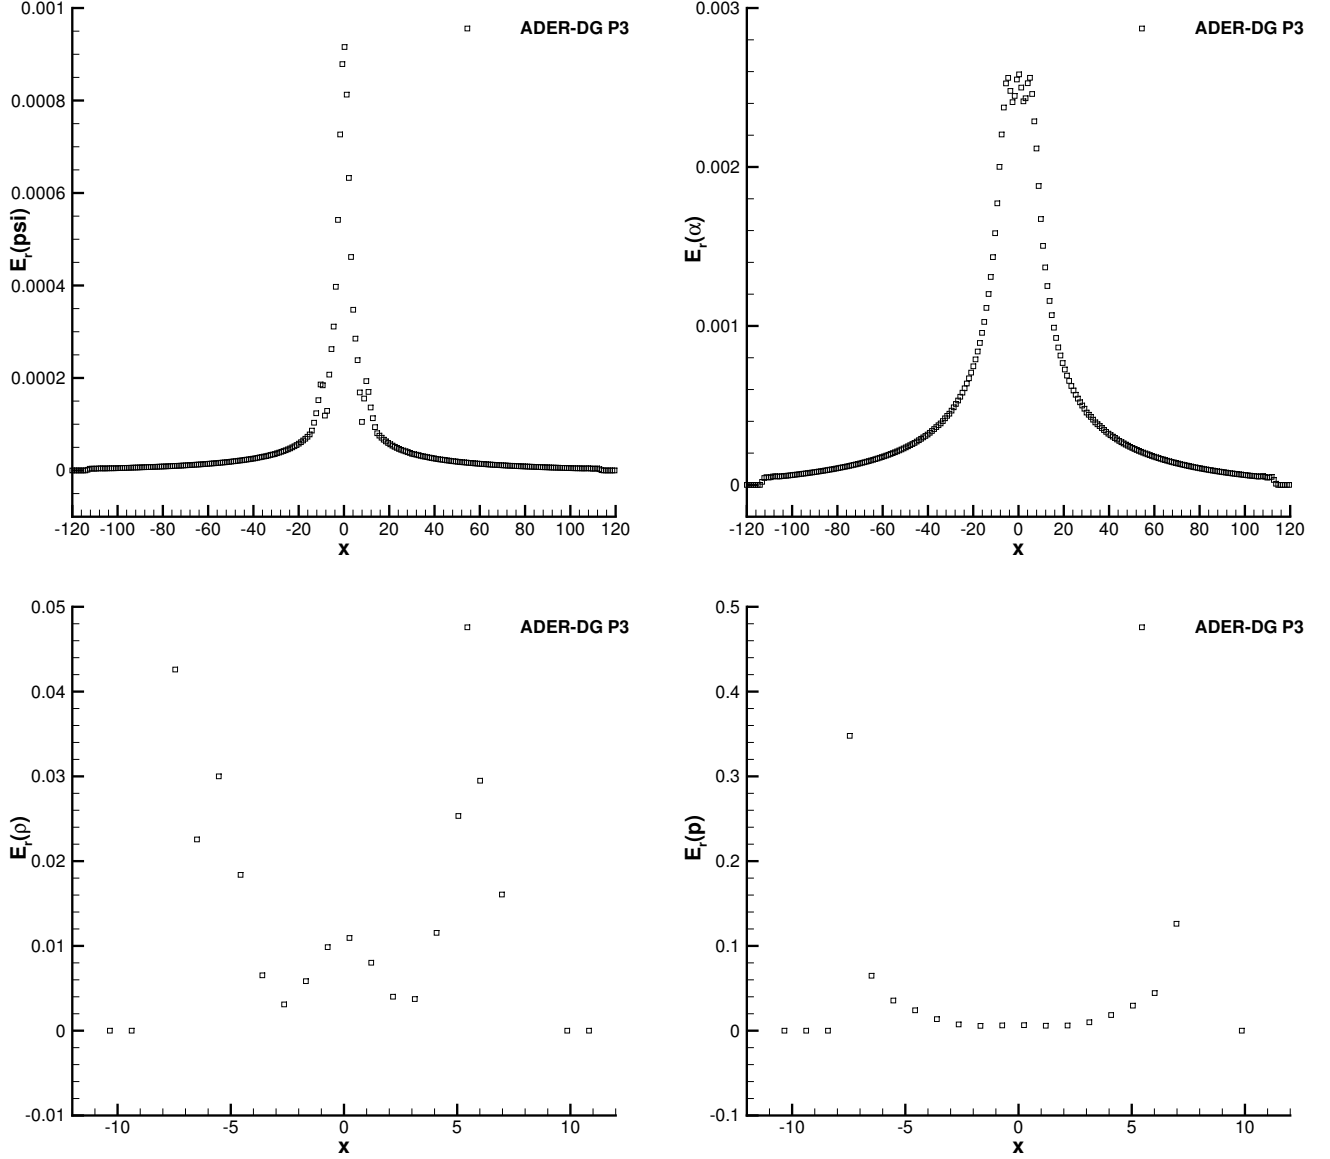 0.001
0.0008
0.0006
0.0004
0.0002
0
E_r(psi)
-120 -100 -80 -60 -40 -20 0 20 40 60 80 100 120
x
ADER-DG P3
0.003
0.002
0.001
0
E_r(α)
-120 -100 -80 -60 -40 -20 0 20 40 60 80 100 120
x
ADER-DG P3
0.05
0.04
0.03
0.02
0.01
0
-0.01
E_r(ρ)
-10 -5 0 5 10
x
ADER-DG P3
0.5
0.4
0.3
0.2
0.1
0
-0.1
E_r(p)
-10 -5 0 5 10
x
ADER-DG P3